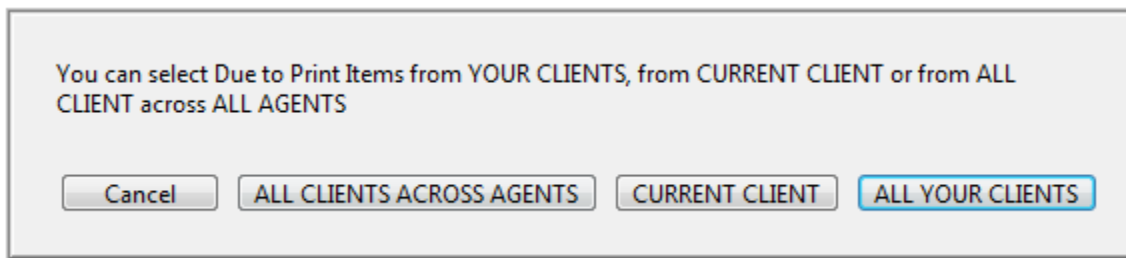 You can select Due to Print Items from YOUR CLIENTS, from CURRENT CLIENT or from ALL
CLIENT across ALL AGENTS
Cancel ALL CLIENTS ACROSS AGENTS CURRENT CLIENT ALL YOUR CLIENTS